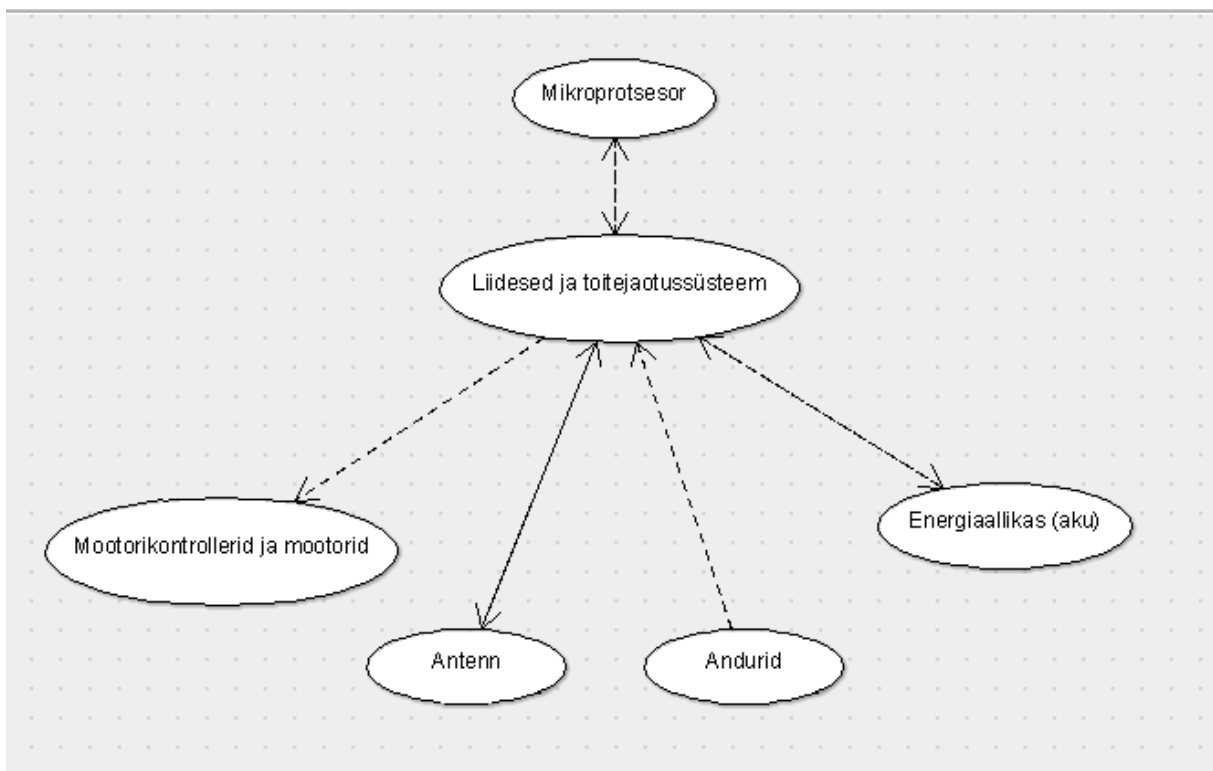 Mikroprotsesor
Liidesed ja toitejaotussüsteem
Energiaallikas (aku)
Mootorikontrollerid ja mootorid
Antenn
Andurid